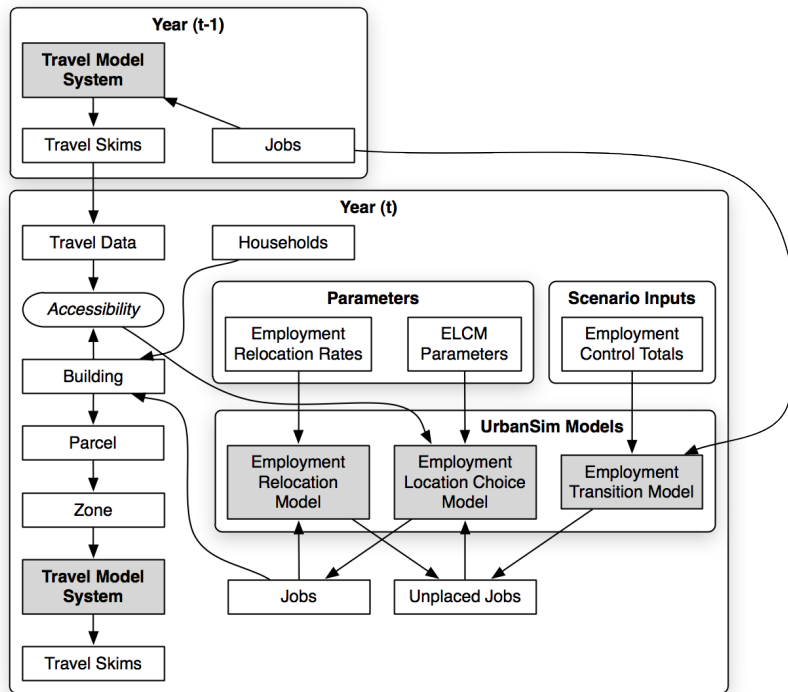 Year (t-1)
Travel Model
System
Travel Skims
Jobs
Year (t)
Travel Data
Households
Accessibility
Parameters
Scenario Inputs
Employment
Relocation Rates
ELCM
Parameters
Employment
Control Totals
Building
Parcel
Zone
UrbanSim Models
Employment
Relocation
Model
Employment
Location Choice
Model
Employment
Transition Model
Travel Model
System
Jobs
Unplaced Jobs
Travel Skims